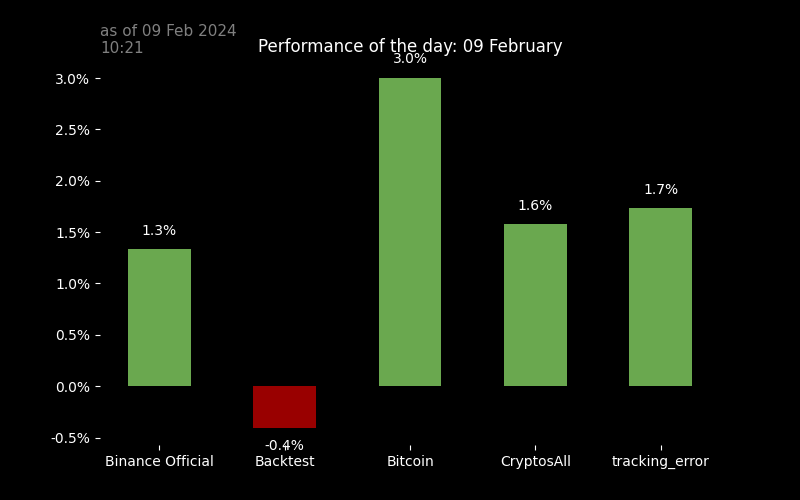 as of 09 Feb 2024
10:21
Performance of the day: 09 February
3.0%
3.0%
2.5%
2.0%
1.7%
1.6%
1.5%
1.3%
1.0%
0.5%
0.0%
-0.5%
-0.4%
Binance Official
Backtest
Bitcoin
CryptosAll
tracking_error